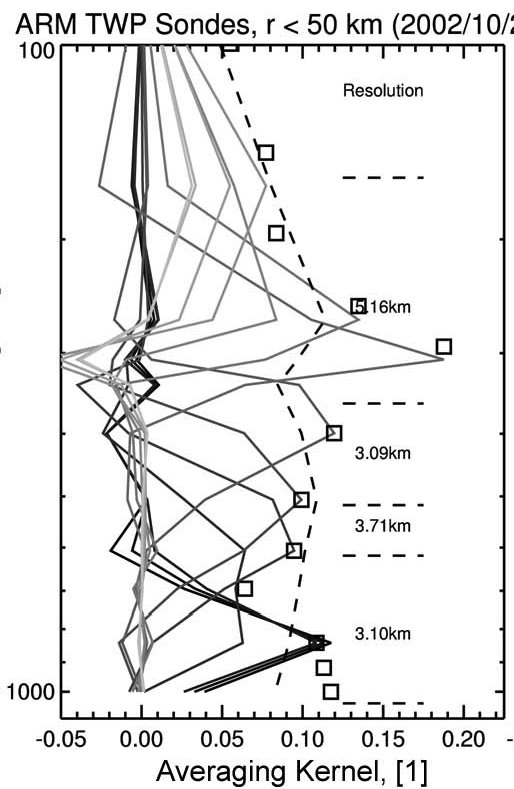 ARM TWP Sondes, r < 50 km (2002/10/2
100
Resolution
5.16km
3.09km
3.71km
3.10km
1000
-0.05 0.00 0.05 0.10 0.15 0.20 -
Averaging Kernel, [1]